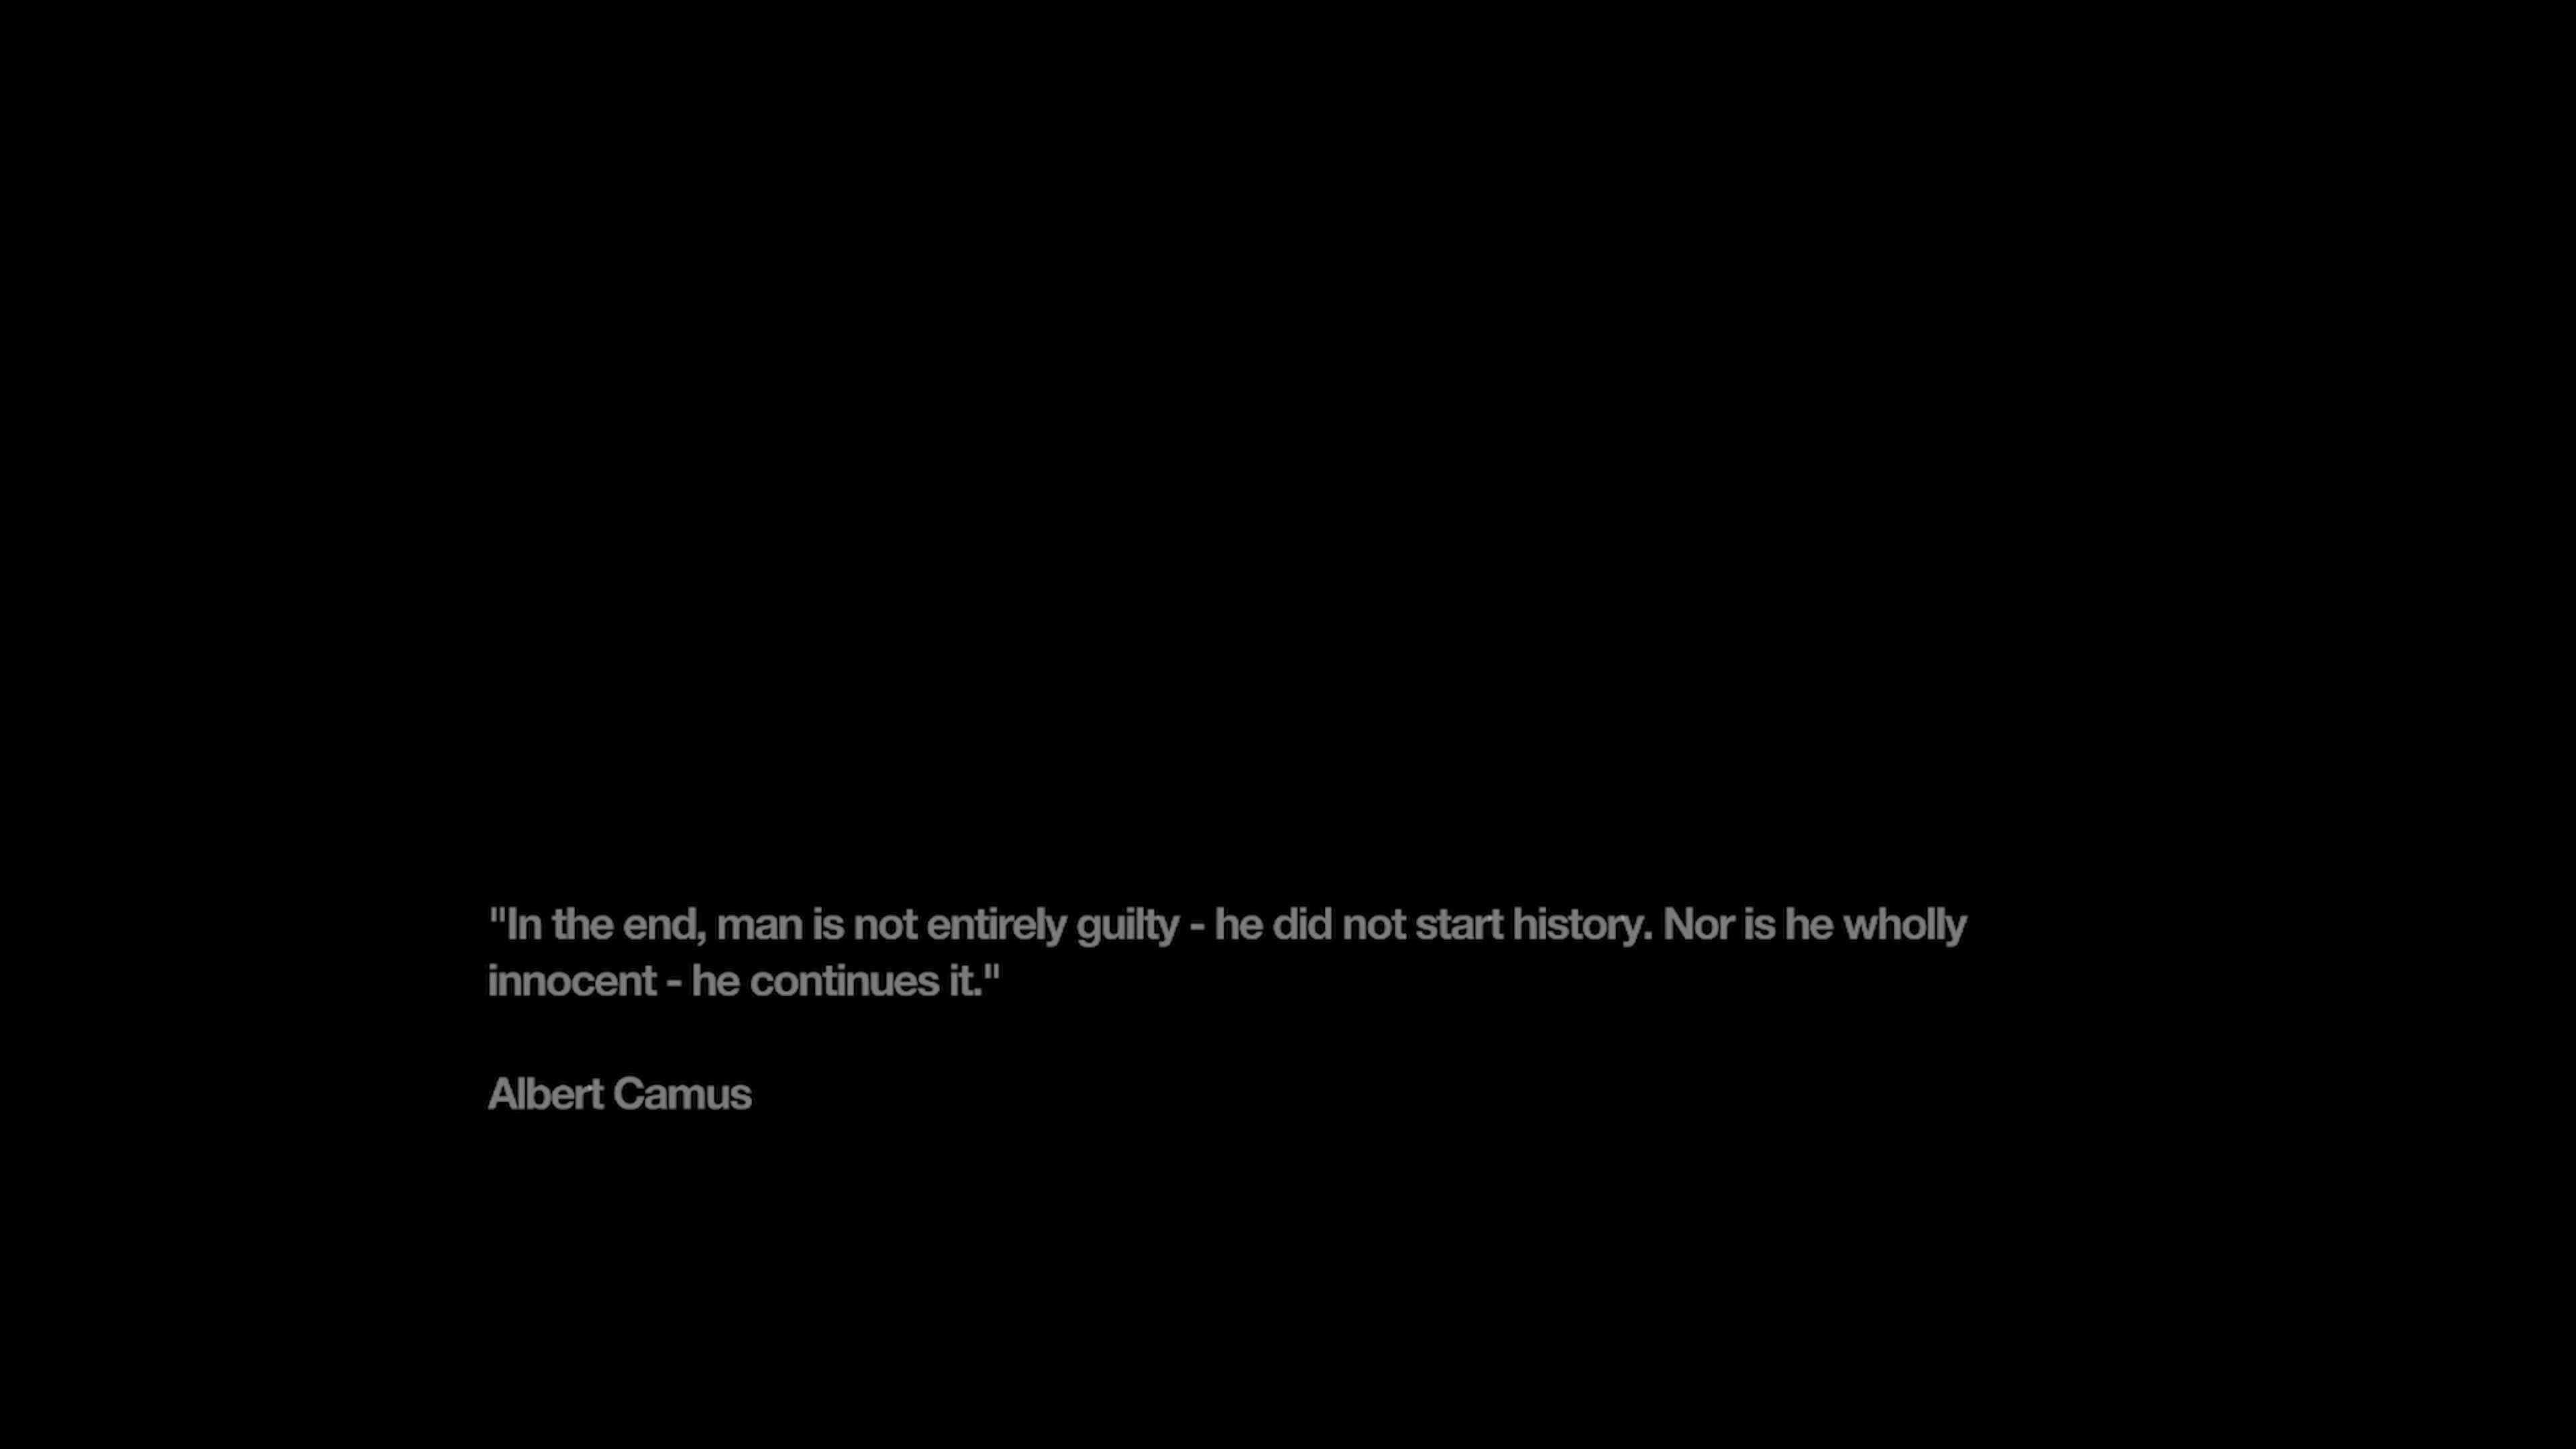 "In the end, man is not entirely guilty - he did not start history. Nor is he wholly
innocent - he continues it."
Albert Camus